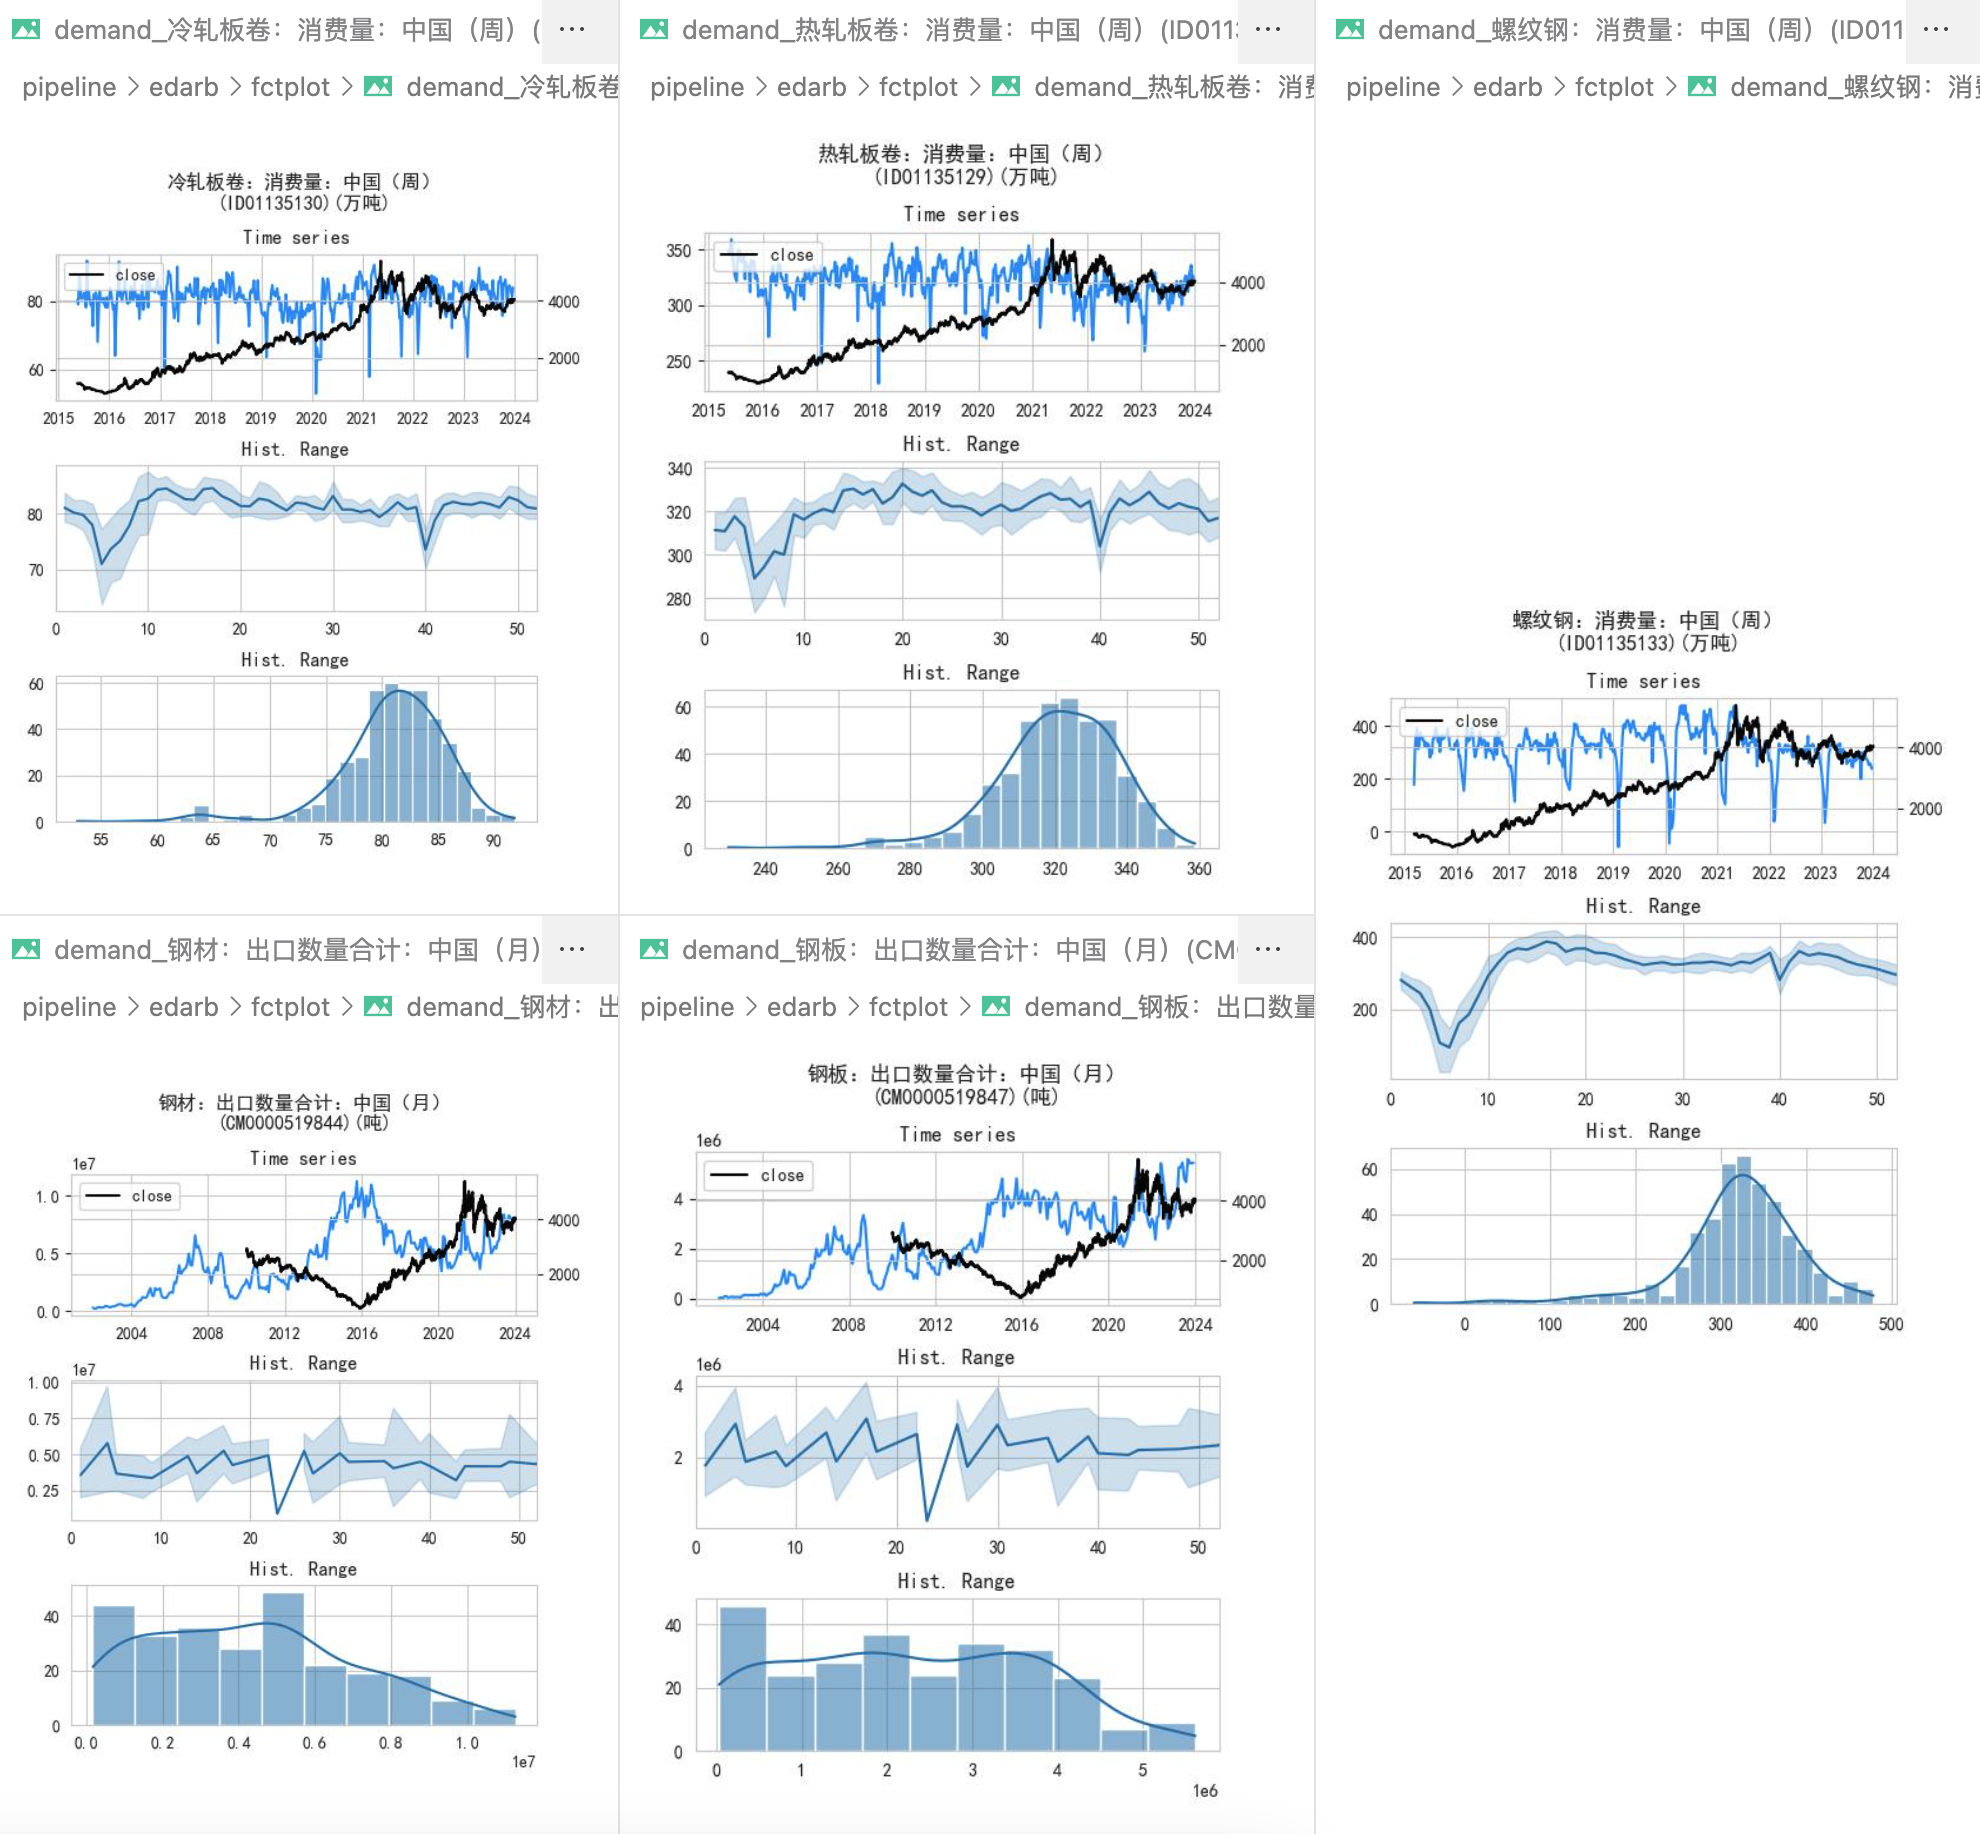 demand_冷轧板卷：消费量：中国（周）(
pipeline > edarb > fctplot > demand_冷轧板卷
冷轧板卷：消费量：中国（周）
(ID01135130)(万吨)
Time series
close
80
60
4000
2000
2015 2016 2017 2018 2019 2020 2021 2022 2023 2024
Hist. Range
80
70
0 10 20 30 40 50
Hist. Range
60
40
20
0
55 60 65 70 75 80 85 90
demand_热轧板卷：消费量：中国（周）(ID011
pipeline > edarb > fctplot > demand_热轧板卷：消费
热轧板卷：消费量：中国（周）
(ID01135129)(万吨)
Time series
close
350
300
250
4000
2000
2015 2016 2017 2018 2019 2020 2021 2022 2023 2024
Hist. Range
340
320
300
280
0 10 20 30 40 50
Hist. Range
60
40
20
0
240 260 280 300 320 340 360
demand_螺纹钢：消费量：中国（周）(ID011
pipeline > edarb > fctplot > demand_螺纹钢：消费
螺纹钢：消费量：中国（周）
(ID01135133)(万吨)
Time series
close
400
200
0
4000
2000
2015 2016 2017 2018 2019 2020 2021 2022 2023 2024
Hist. Range
400
200
0 10 20 30 40 50
Hist. Range
60
40
20
0
0 100 200 300 400 500
demand_钢材：出口数量合计：中国（月）
pipeline > edarb > fctplot > demand_钢材：出
钢材：出口数量合计：中国（月）
(CM0000519844)(吨)
Time series
1e7
close
1.0
0.5
0.0
4000
2000
2004 2008 2012 2016 2020 2024
Hist. Range
1e7
1.00
0.75
0.50
0.25
0 10 20 30 40 50
Hist. Range
40
20
0
0.0 0.2 0.4 0.6 0.8 1.0
1e7
demand_钢板：出口数量合计：中国（月）(CM
pipeline > edarb > fctplot > demand_钢板：出口数量
钢板：出口数量合计：中国（月）
(CM0000519847)(吨)
Time series
1e6
close
4
2
0
4000
2000
2004 2008 2012 2016 2020 2024
Hist. Range
1e6
4
2
0 10 20 30 40 50
Hist. Range
40
20
0
0 1 2 3 4 5
1e6